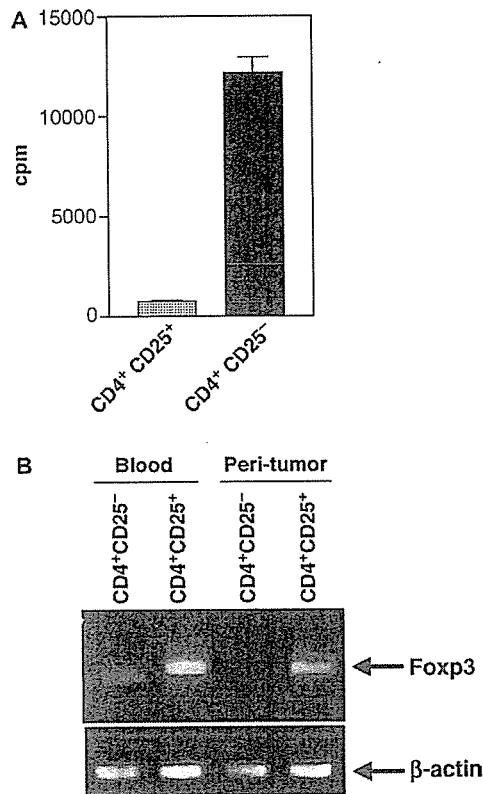 A
15000
10000
5000
0
cpm
CD4⁺ CD25⁺
CD4⁺ CD25⁻
B
Blood Peri-tumor
CD4⁺CD25⁻
CD4⁺CD25⁺
CD4⁺CD25⁻
CD4⁺CD25⁺
Foxp3
β-actin